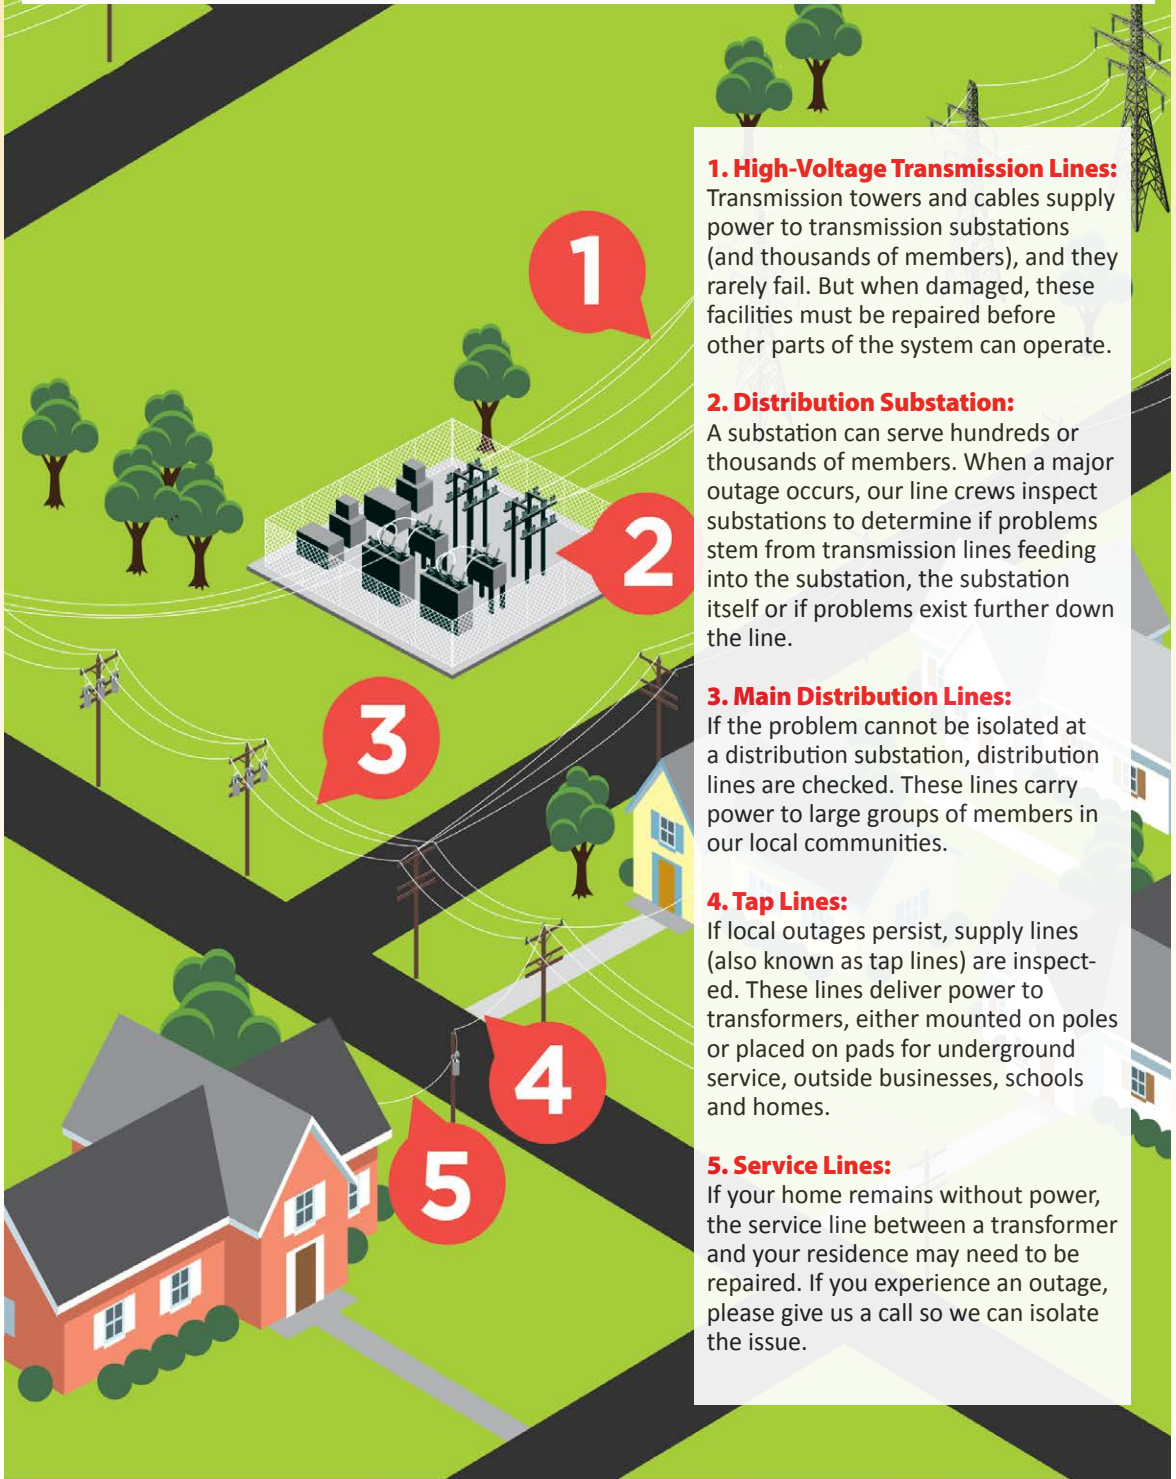 1
2
3
4
5
1. High-Voltage Transmission Lines:
Transmission towers and cables supply
power to transmission substations
(and thousands of members), and they
rarely fail. But when damaged, these
facilities must be repaired before
other parts of the system can operate.
2. Distribution Substation:
A substation can serve hundreds or
thousands of members. When a major
outage occurs, our line crews inspect
substations to determine if problems
stem from transmission lines feeding
into the substation, the substation
itself or if problems exist further down
the line.
3. Main Distribution Lines:
If the problem cannot be isolated at
a distribution substation, distribution
lines are checked. These lines carry
power to large groups of members in
our local communities.
4. Tap Lines:
If local outages persist, supply lines
(also known as tap lines) are inspect-
ed. These lines deliver power to
transformers, either mounted on poles
or placed on pads for underground
service, outside businesses, schools
and homes.
5. Service Lines:
If your home remains without power,
the service line between a transformer
and your residence may need to be
repaired. If you experience an outage,
please give us a call so we can isolate
the issue.